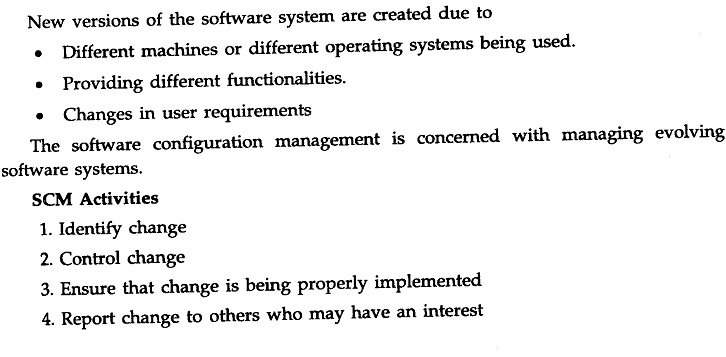 New versions of the software system are created due to
• Different machines or different operating systems being used.
• Providing different functionalities.
• Changes in user requirements
The software configuration management is concerned with managing evolving
software systems.
SCM Activities
1. Identify change
2. Control change
3. Ensure that change is being properly implemented
4. Report change to others who may have an interest